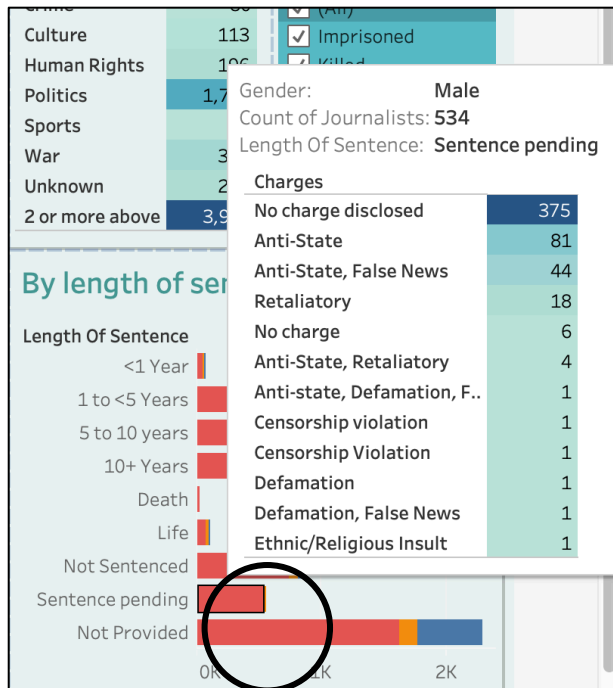 Culture 113
Human Rights
Politics
Sports
War
Unknown
2 or more above
(All)
Imprisoned
Killed
Gender: Male
Count of Journalists: 534
Length Of Sentence: Sentence pending
Charges
No charge disclosed 375
Anti-State 81
Anti-State, False News 44
Retaliatory 18
No charge 6
Anti-State, Retaliatory 4
Anti-state, Defamation, F.. 1
Censorship violation 1
Censorship Violation 1
Defamation 1
Defamation, False News 1
Ethnic/Religious Insult 1
By length of
Length Of Sentence
<1 Year
1 to <5 Years
5 to 10 years
10+ Years
Death
Life
Not Sentenced
Sentence pending
Not Provided
0K 1K 2K